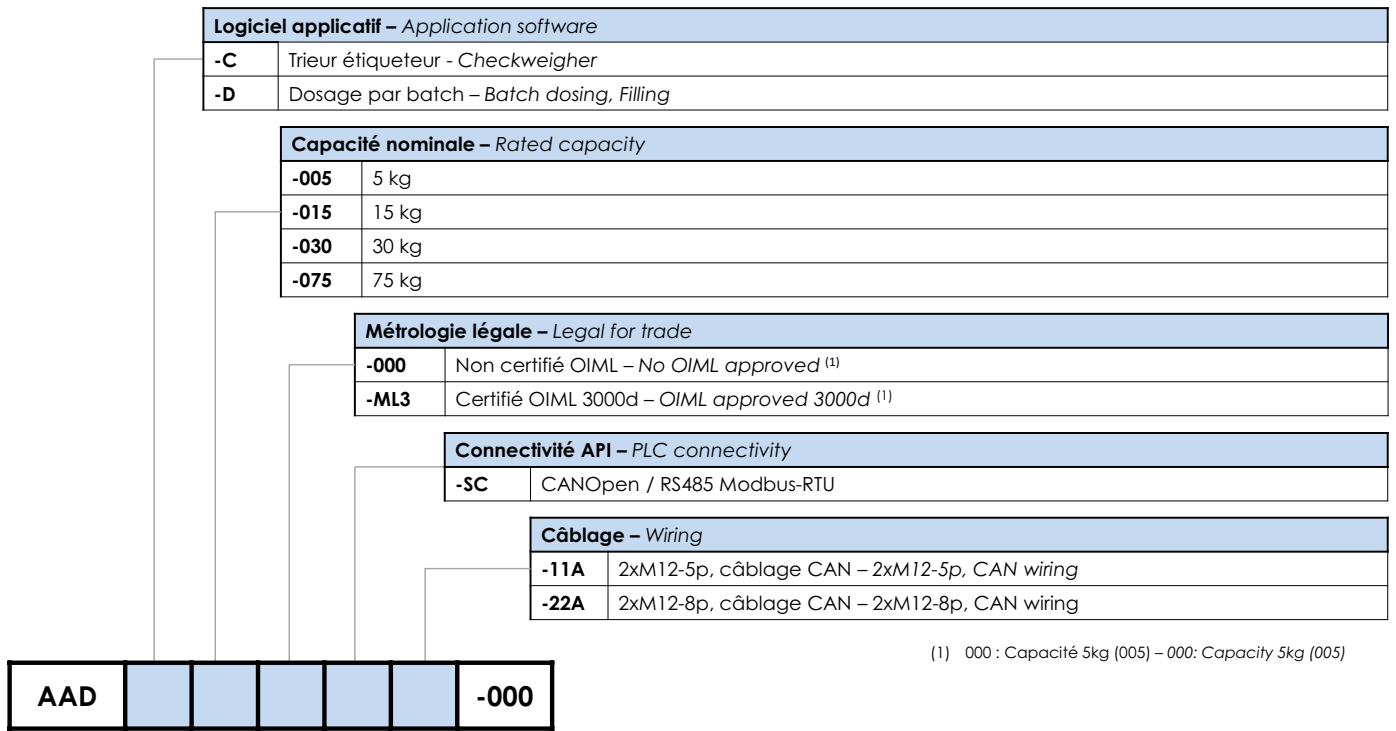 Logiciel applicatif – Application software
-C Trieur étiqueteur - Checkweigher
-D Dosage par batch – Batch dosing, Filling
Capacité nominale – Rated capacity
-005 5 kg
-015 15 kg
-030 30 kg
-075 75 kg
Métrologie légale – Legal for trade
-000 Non certifié OIML – No OIML approved (1)
-ML3 Certifié OIML 3000d – OIML approved 3000d (1)
Connectivité API – PLC connectivity
-SC CANOpen / RS485 Modbus-RTU
Câblage – Wiring
-11A 2xM12-5p, câblage CAN – 2xM12-5p, CAN wiring
-22A 2xM12-8p, câblage CAN – 2xM12-8p, CAN wiring
(1) 000 : Capacité 5kg (005) – 000: Capacity 5kg (005)
AAD -000